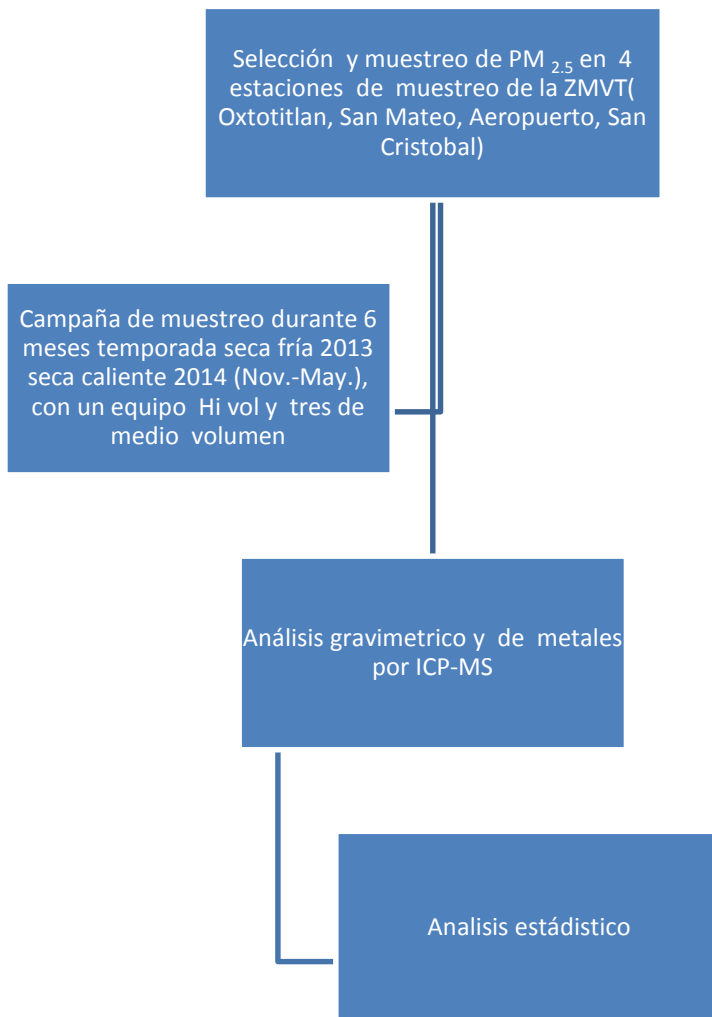 Selección y muestreo de PM 2.5 en 4
estaciones de muestreo de la ZMVT(
Oxtotitlan, San Mateo, Aeropuerto, San
Cristobal)
Campaña de muestreo durante 6
meses temporada seca fría 2013
seca caliente 2014 (Nov.-May.),
con un equipo Hi vol y tres de
medio volumen
Análisis gravimetrico y de metales
por ICP-MS
Analisis estádistico